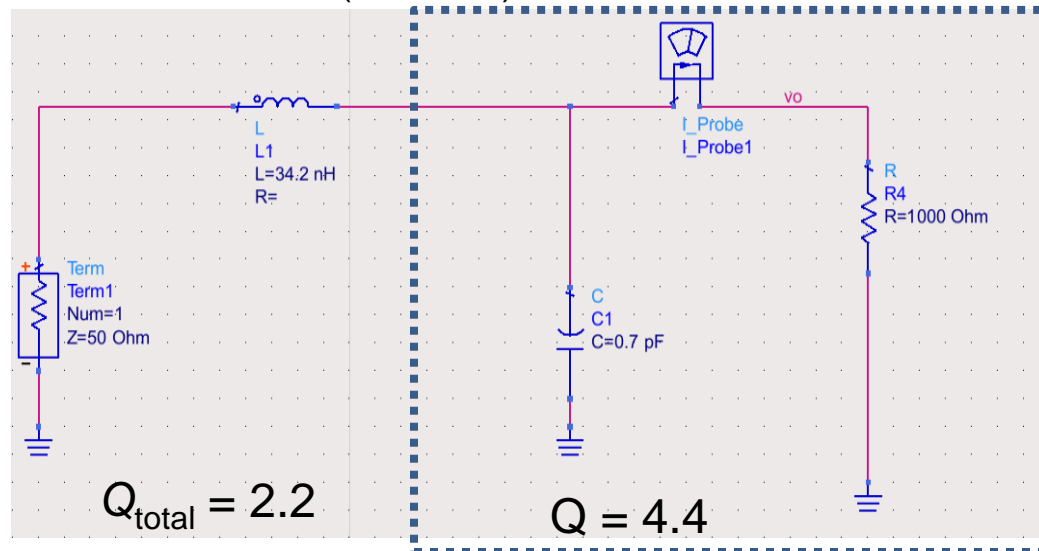 vo
I_Probe
I_Probe1
L
L1
L=34.2 nH
R=
R
R4
R=1000 Ohm
+
Term
Term1
Num=1
Z=50 Ohm
-
C
C1
C=0.7 pF
Qtotal = 2.2
Q = 4.4